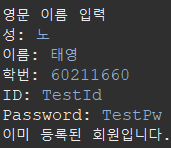 영문 이름 입력
성: 노
이름: 태영
학번: 60211660
ID: TestId
Password: TestPw
이미 등록된 회원입니다.